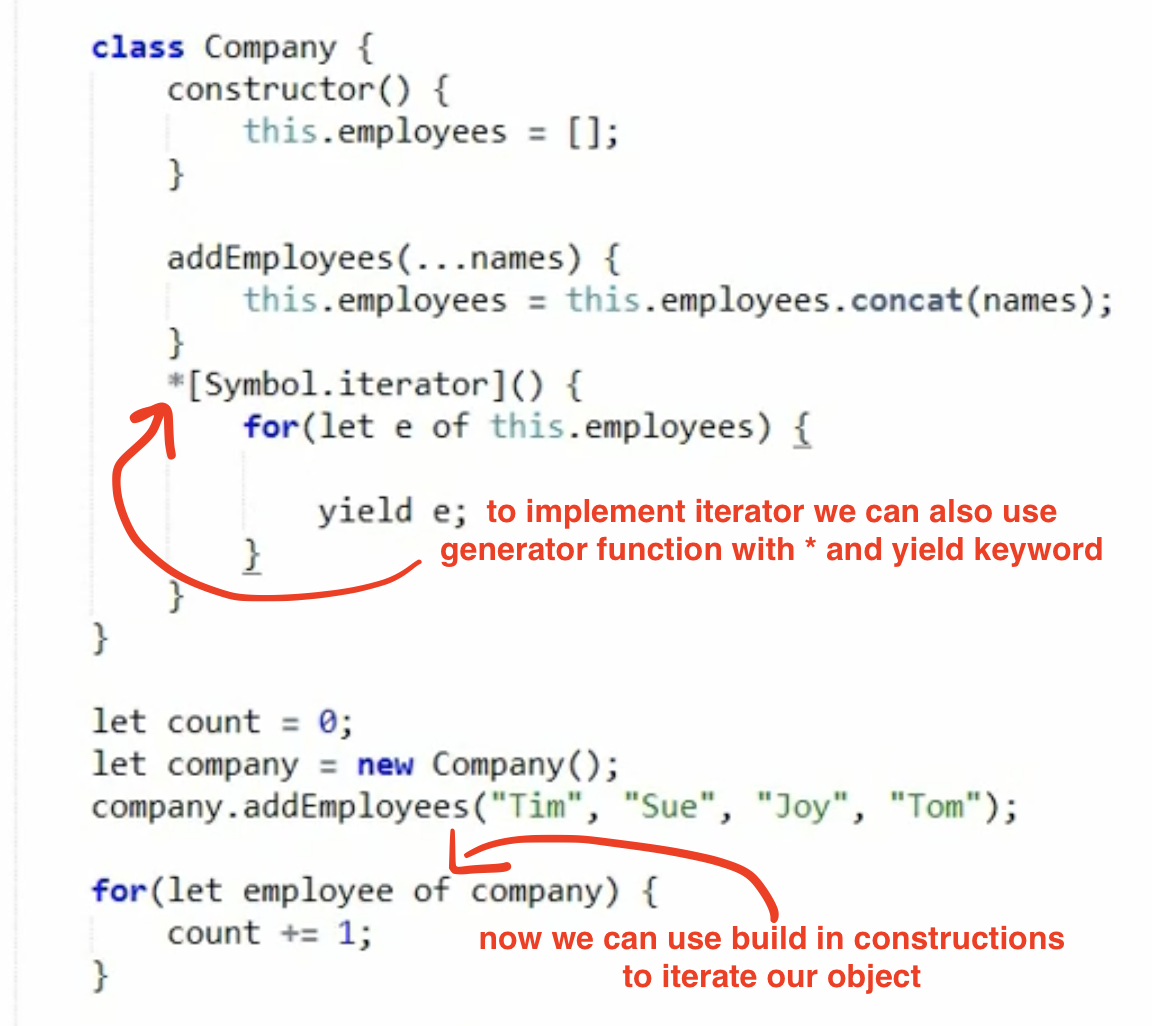 class Company {
constructor() {
this.employees = [];
}
addEmployees(...names) {
this.employees = this.employees.concat(names);
}
*[Symbol.iterator]() {
for(let e of this.employees) {
yield e; to implement iterator we can also use
generator function with * and yield keyword
}
}
}
let count = 0;
let company = new Company();
company.addEmployees("Tim", "Sue", "Joy", "Tom");
for(let employee of company) {
count += 1;
now we can use build in constructions
to iterate our object
}